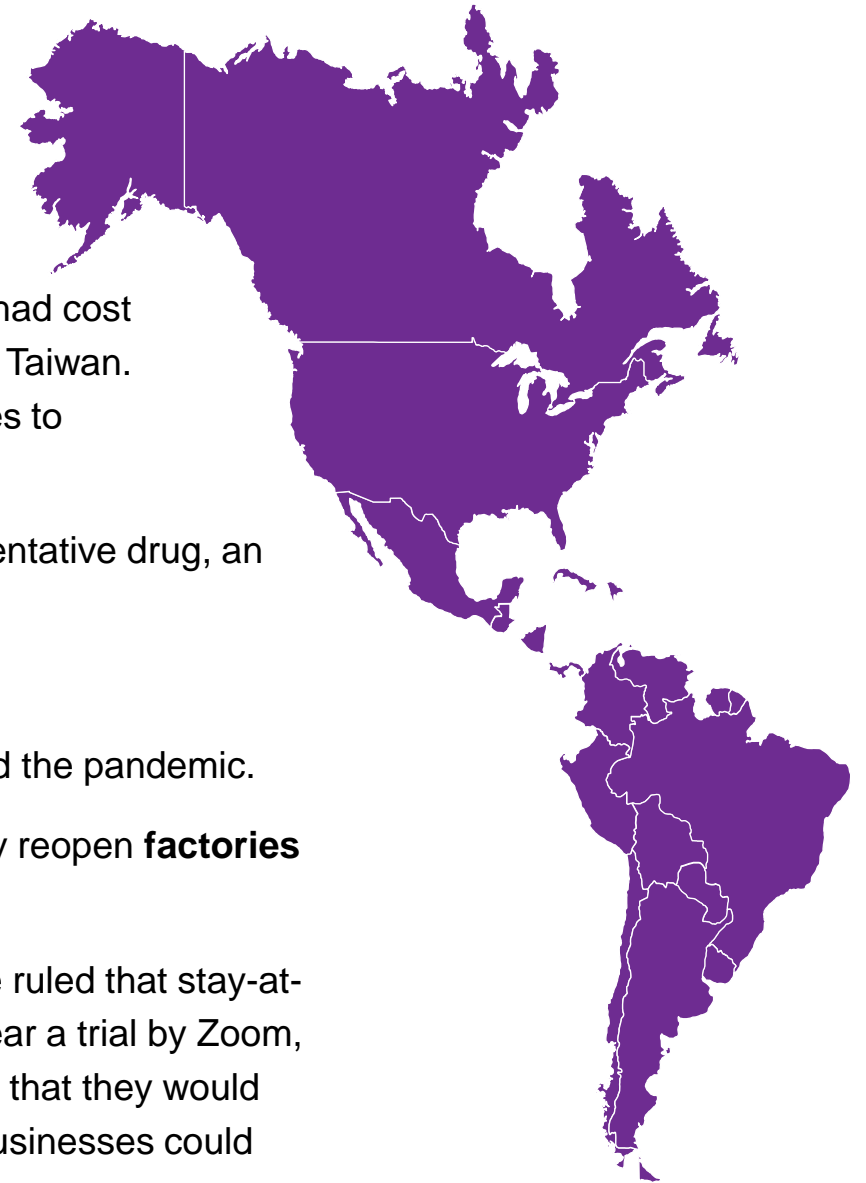 had cost
Taiwan.
es to
entative drug, an
d the pandemic.
y reopen factories
e ruled that stay-at-
ear a trial by Zoom,
that they would
usinesses could